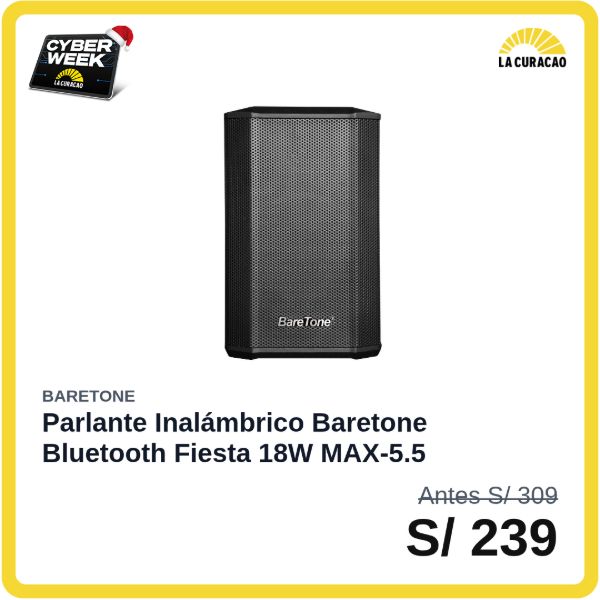 CYBER
WEEK
LA CURACAO
LA CURACAO
BareTone
BARETONE
Parlante Inalámbrico Baretone
Bluetooth Fiesta 18W MAX-5.5
Antes S/ 309
S/ 239